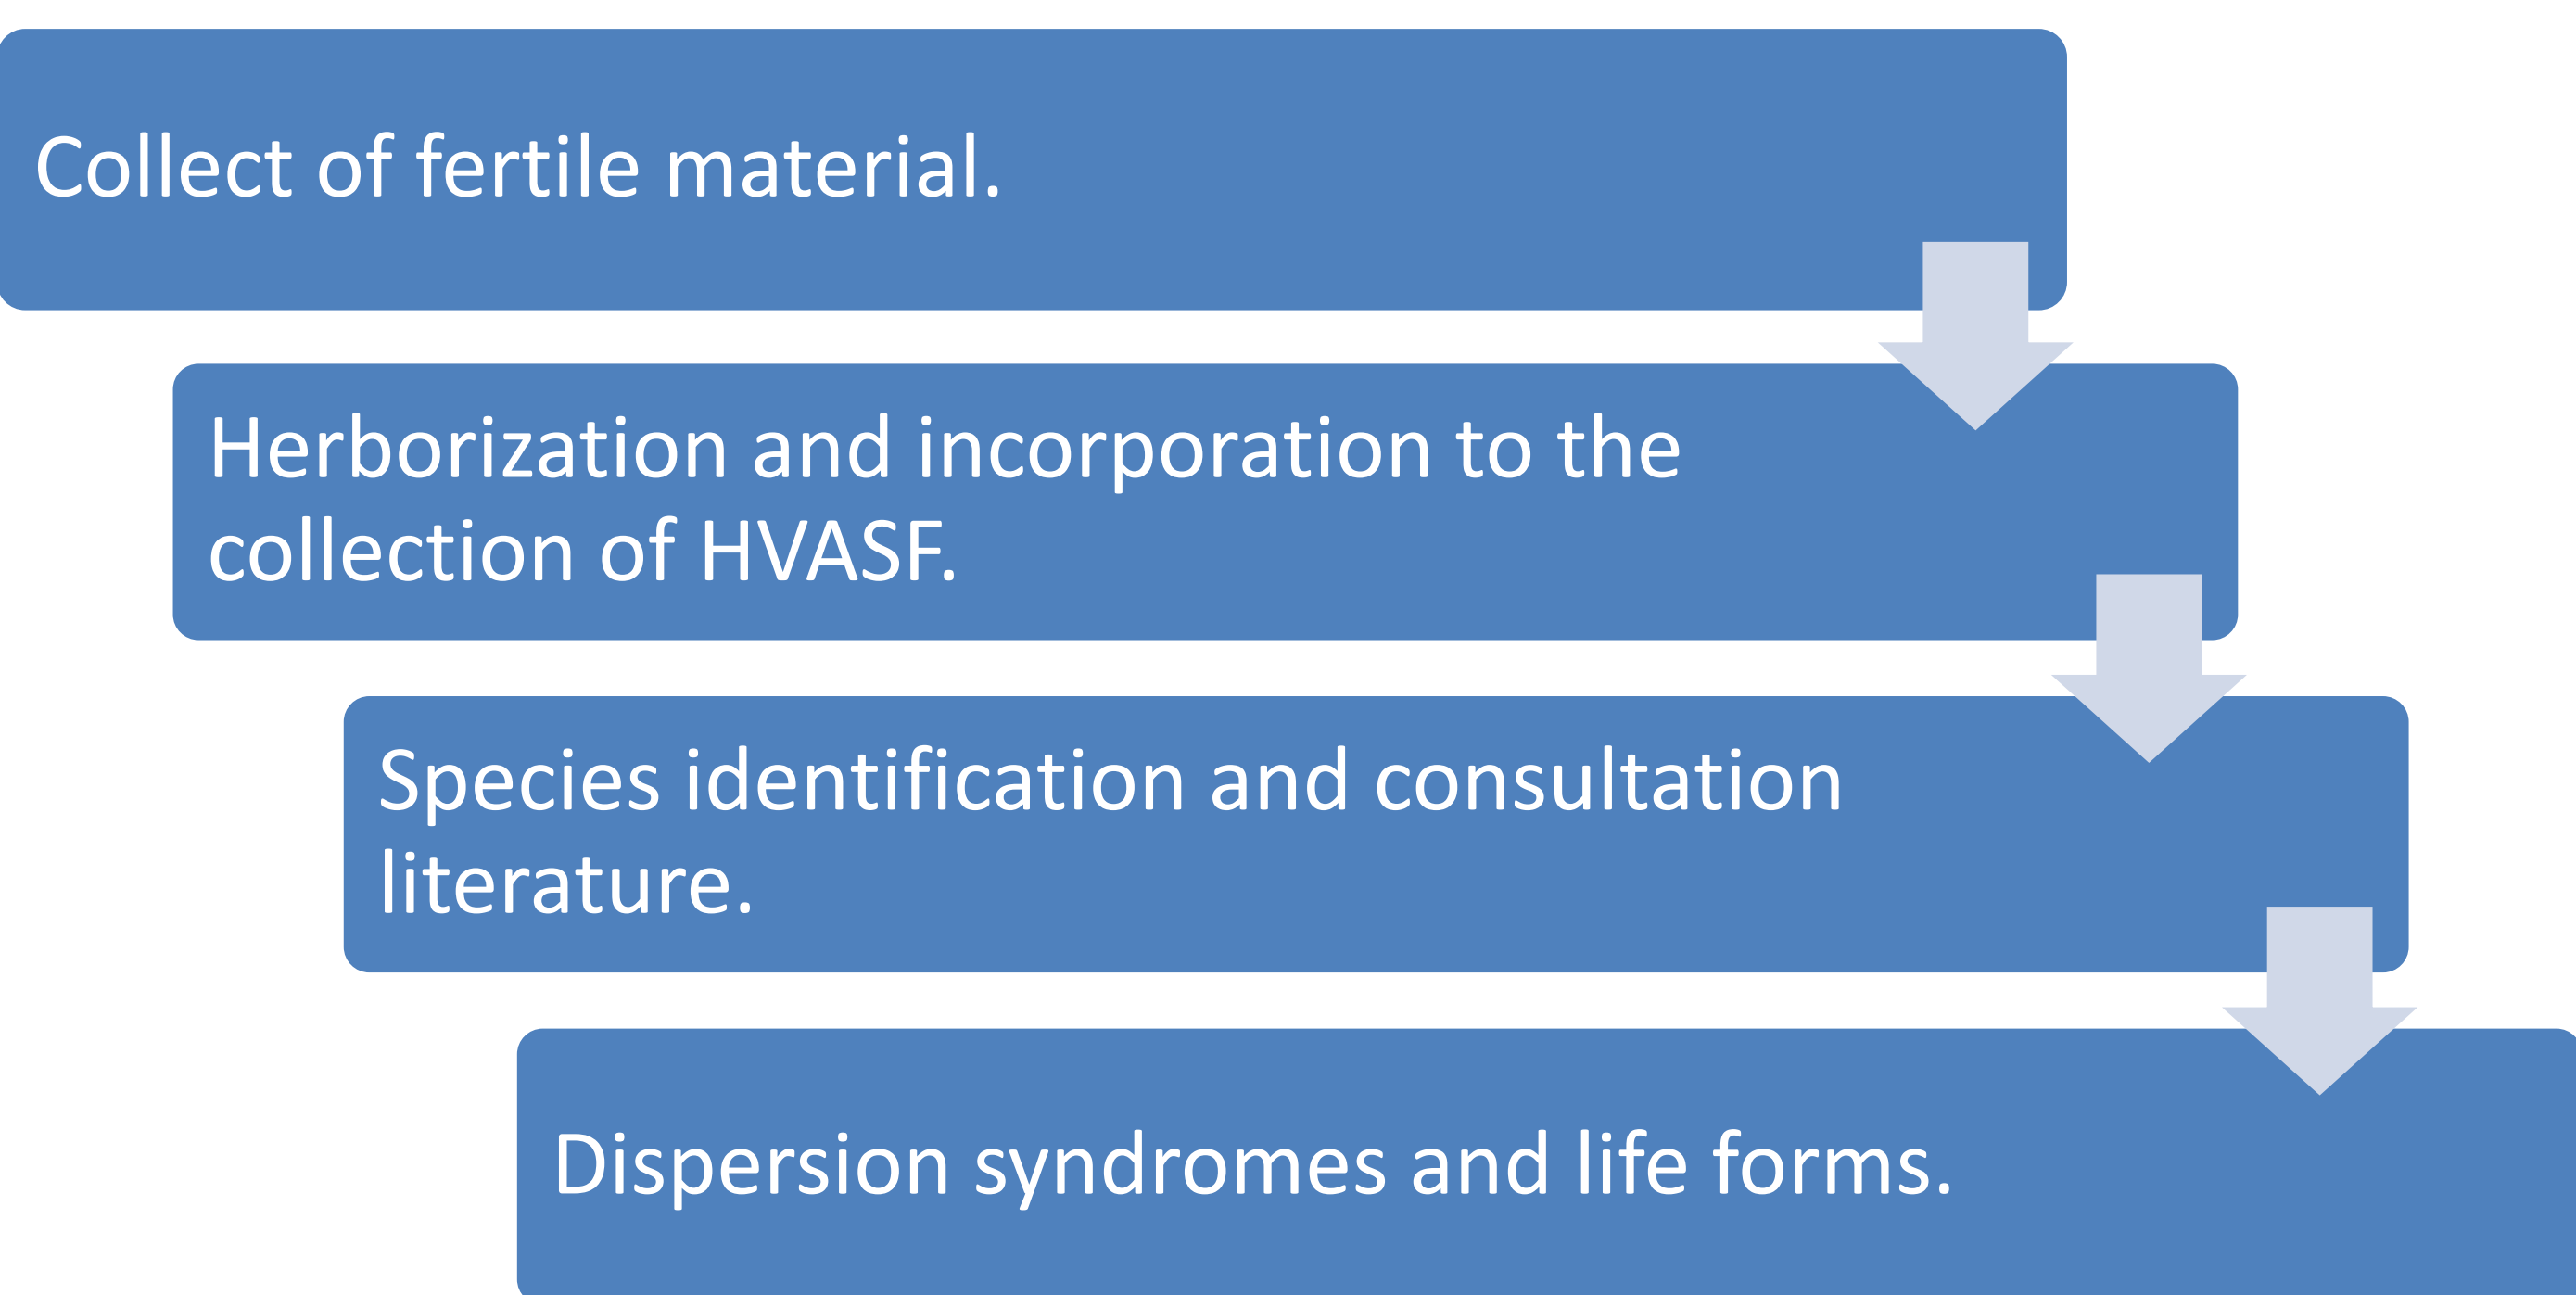 Collect of fertile material.
Herborization and incorporation to the
collection of HVASF.
Species identification and consultation
literature.
Dispersion syndromes and life forms.